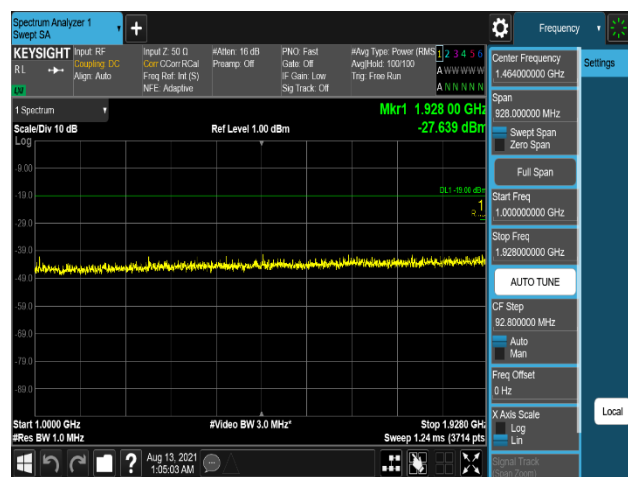 Spectrum Analyzer 1
Swept SA
Frequency
KEYSIGHT
RL
LW
Input: RF
Coupling: DC
Align: Auto
Input Z: 50 Ω
Corr CCorr RCal
Freq Ref: Int (S)
NFE: Adaptive
#Atten: 16 dB
Preamp: Off
PNO: Fast
Gate: Off
IF Gain: Low
Sig Track: Off
#Avg Type: Power (RMS
Avg|Hold: 100/100
Trig: Free Run
1 2 3 4 5 6
A W W W W W
A N N N N N
1 Spectrum
Scale/Div 10 dB
Ref Level 1.00 dBm
Mkr1 1.928 00 GHz
-27.639 dBm
Log
-9.00
-19.0
-29.0
-39.0
-49.0
-59.0
-69.0
-79.0
-89.0
DL1 -19.00 dBm
1
Start 1.0000 GHz
#Res BW 1.0 MHz
#Video BW 3.0 MHz*
Stop 1.9280 GHz
Sweep 1.24 ms (3714 pts
Aug 13, 2021
1:05:03 AM
Center Frequency
1.464000000 GHz
Span
928.000000 MHz
Swept Span
Zero Span
Full Span
Start Freq
1.000000000 GHz
Stop Freq
1.928000000 GHz
AUTO TUNE
CF Step
92.800000 MHz
Auto
Man
Freq Offset
0 Hz
X Axis Scale
Log
Lin
Signal Track
(Span Zoom)
Settings
Local